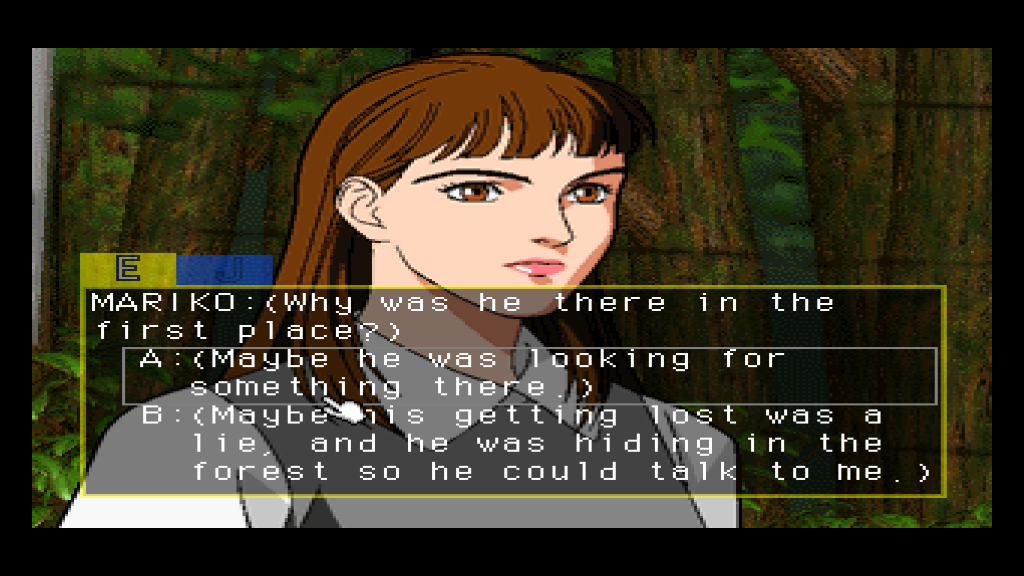 E J
MARIKO:(Why was he there in the
first place?)
A:(Maybe he was looking for
something there.)
B:(Maybe his getting lost was a
lie, and he was hiding in the
forest so he could talk to me.)